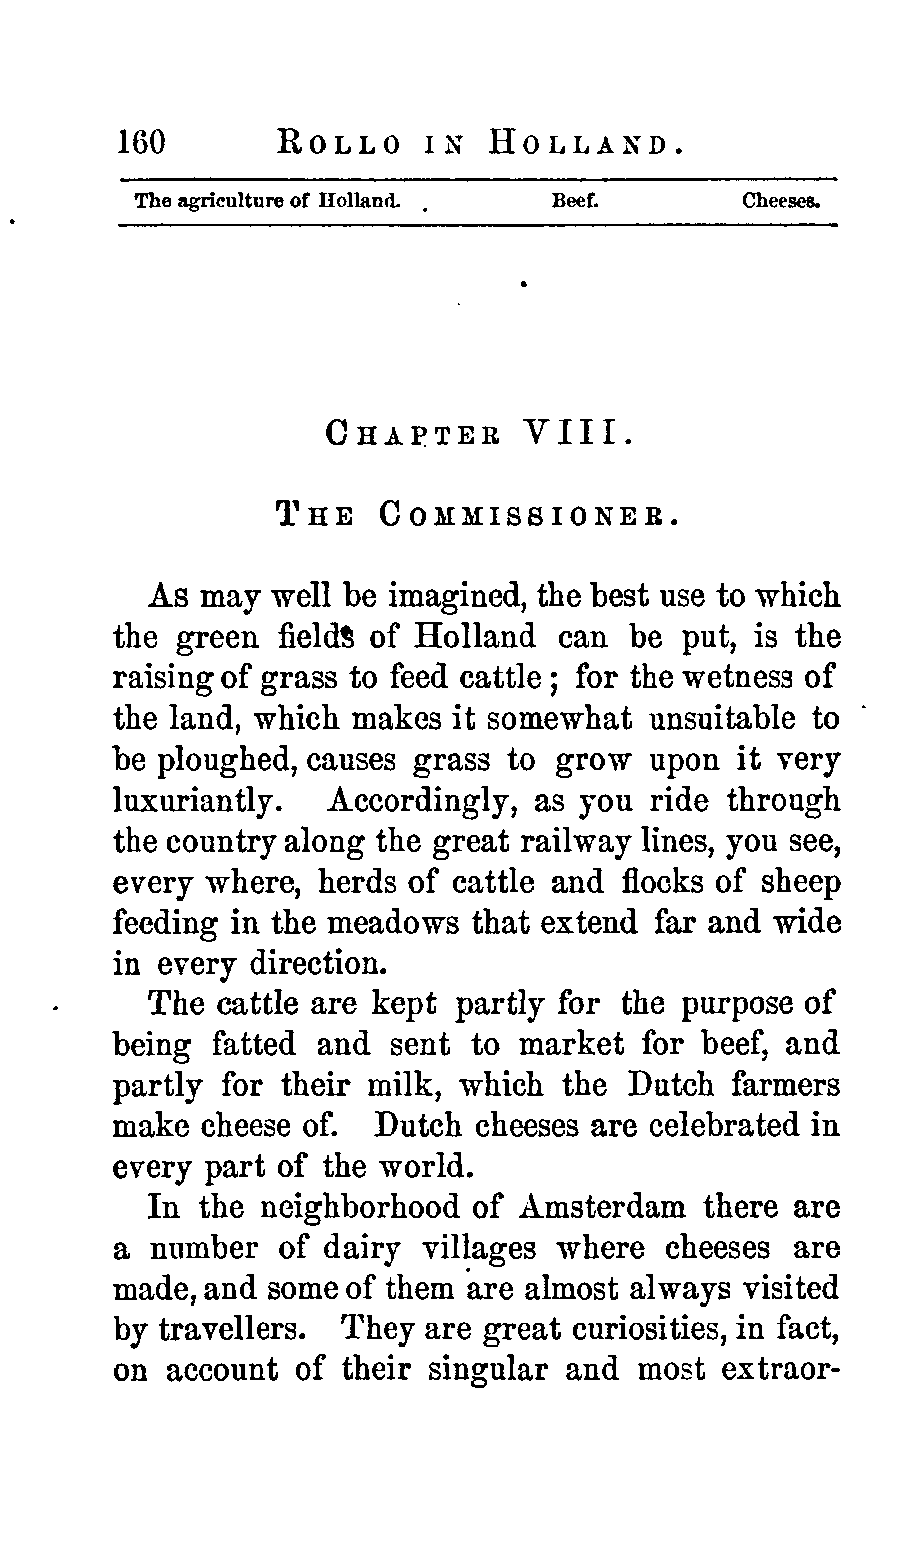 160 ROLLO IN HOLLAND.
The agriculture of Holland. Beef. Cheeses.
CHAPTER VIII.
THE COMMISSIONER.
As may well be imagined, the best use to which
the green fields of Holland can be put, is the
raising of grass to feed cattle; for the wetness of
the land, which makes it somewhat unsuitable to
be ploughed, causes grass to grow upon it very
luxuriantly. Accordingly, as you ride through
the country along the great railway lines, you see,
every where, herds of cattle and flocks of sheep
feeding in the meadows that extend far and wide
in every direction.
The cattle are kept partly for the purpose of
being fatted and sent to market for beef, and
partly for their milk, which the Dutch farmers
make cheese of. Dutch cheeses are celebrated in
every part of the world.
In the neighborhood of Amsterdam there are
a number of dairy villages where cheeses are
made, and some of them are almost always visited
by travellers. They are great curiosities, in fact,
on account of their singular and most extraor-